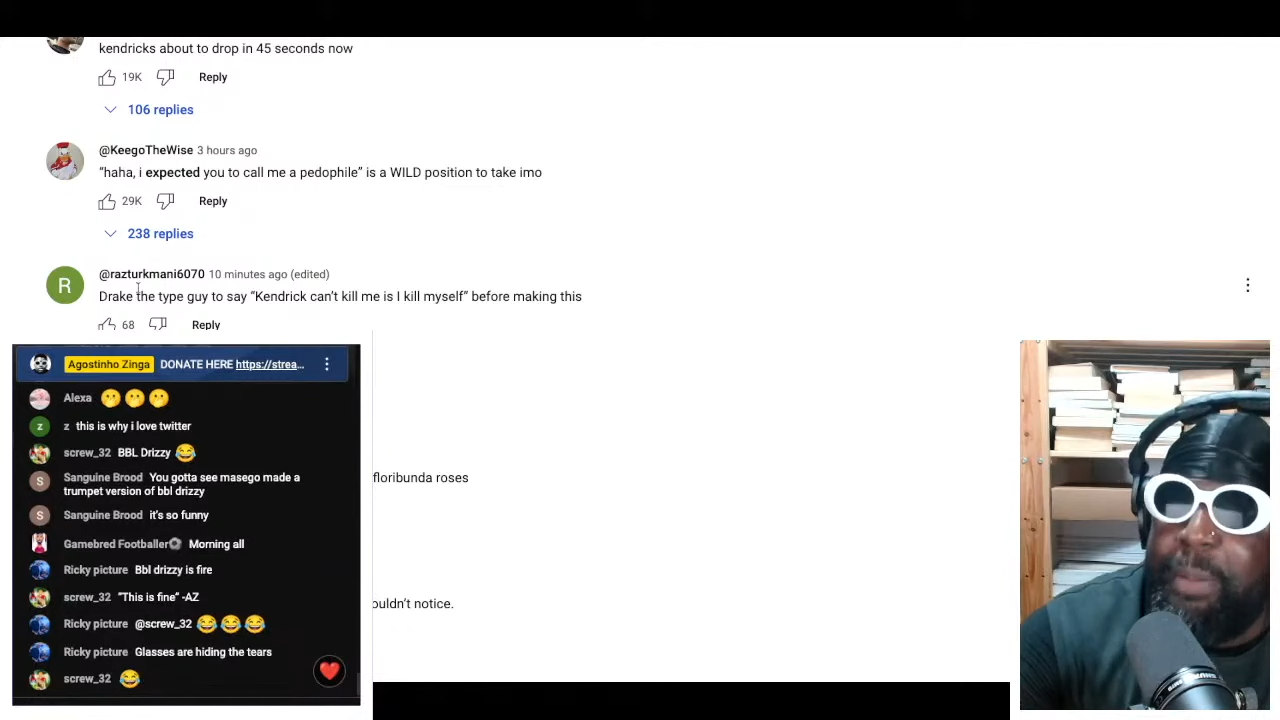 kendricks about to drop in 45 seconds now
19K Reply
106 replies
@KeegoTheWise 3 hours ago
“haha, i expected you to call me a pedophile” is a WILD position to take imo
29K Reply
238 replies
R @razturkmani6070 10 minutes ago (edited)
Drake the type guy to say “Kendrick can’t kill me is I kill myself” before making this
68 Reply
Agostinho Zinga DONATE HERE https://strea...
Alexa
z z this is why i love twitter
screw_32 BBL Drizzy
S Sanguine Brood You gotta see masego made a
trumpet version of bbl drizzy
S Sanguine Brood it's so funny
Gamebred Footballer⚽ Morning all
Ricky picture Bbl drizzy is fire
screw_32 “This is fine” -AZ
Ricky picture @screw_32
Ricky picture Glasses are hiding the tears
screw_32
floribunda roses
ouldn’t notice.